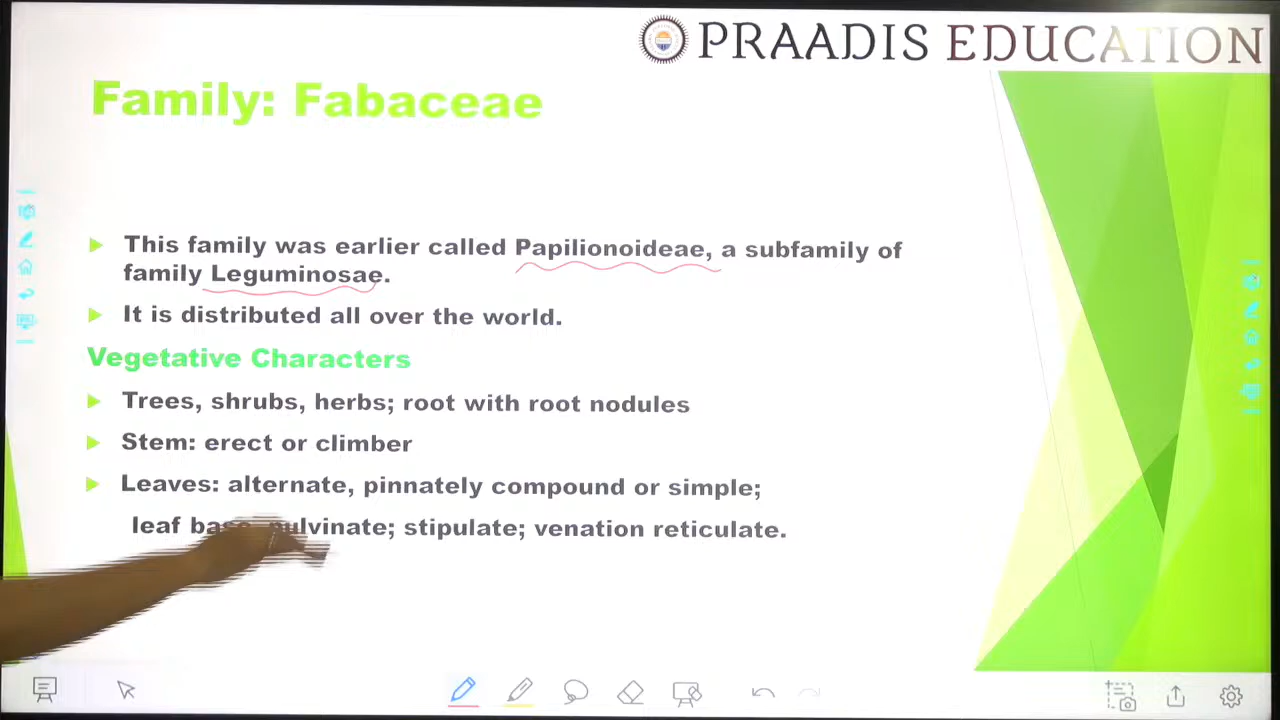 PRAADIS EDUCATION
Family: Fabaceae
This family was earlier called Papilionoideae, a subfamily of
family Leguminosae.
It is distributed all over the world.
Vegetative Characters
Trees, shrubs, herbs; root with root nodules
Stem: erect or climber
Leaves: alternate, pinnately compound or simple;
leaf base, pulvinate; stipulate; venation reticulate.